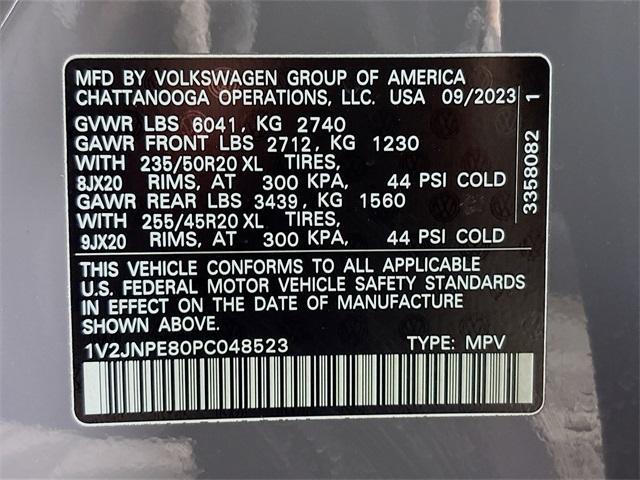 MFD BY VOLKSWAGEN GROUP OF AMERICA
CHATTANOOGA OPERATIONS, LLC. USA 09/2023
GVWR LBS 6041, KG 2740
GAWR FRONT LBS 2712, KG 1230
WITH 235/50R20 XL TIRES,
8JX20 RIMS, AT 300 KPA, 44 PSI COLD
GAWR REAR LBS 3439, KG 1560
WITH 255/45R20 XL TIRES,
9JX20 RIMS, AT 300 KPA, 44 PSI COLD
THIS VEHICLE CONFORMS TO ALL APPLICABLE
U.S. FEDERAL MOTOR VEHICLE SAFETY STANDARDS
IN EFFECT ON THE DATE OF MANUFACTURE
SHOWN ABOVE.
1V2JNPE80PC048523 TYPE: MPV
3358082 1